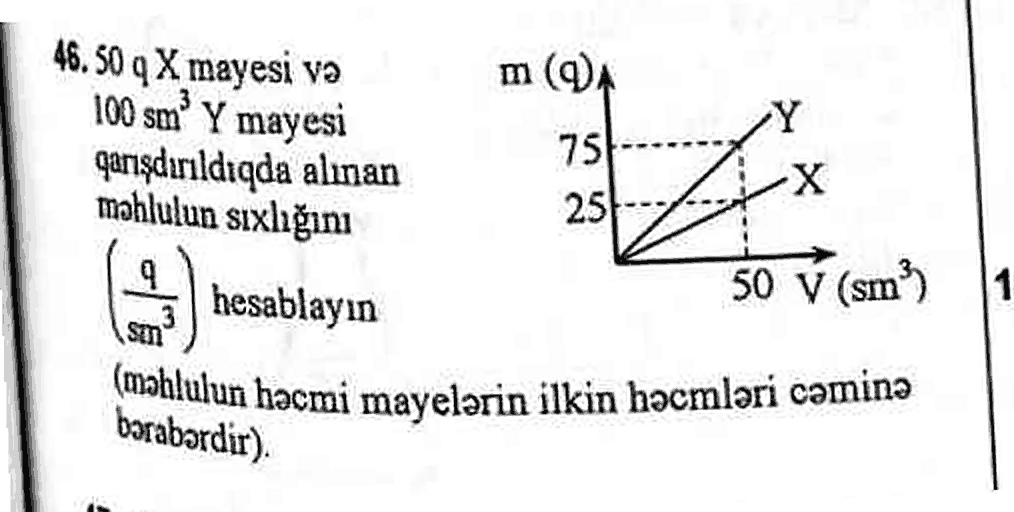 46. 50 q X mayesi və
100 sm³ Y mayesi
qarışdırıldıqda alınan
məhlulun sıxlığını
(q/sm³) hesablayın
(məhlulun həcmi mayelərin ilkin həcmləri cəminə
bərabərdir).
m (q)
Y
75
X
25
50 V (sm³)
1